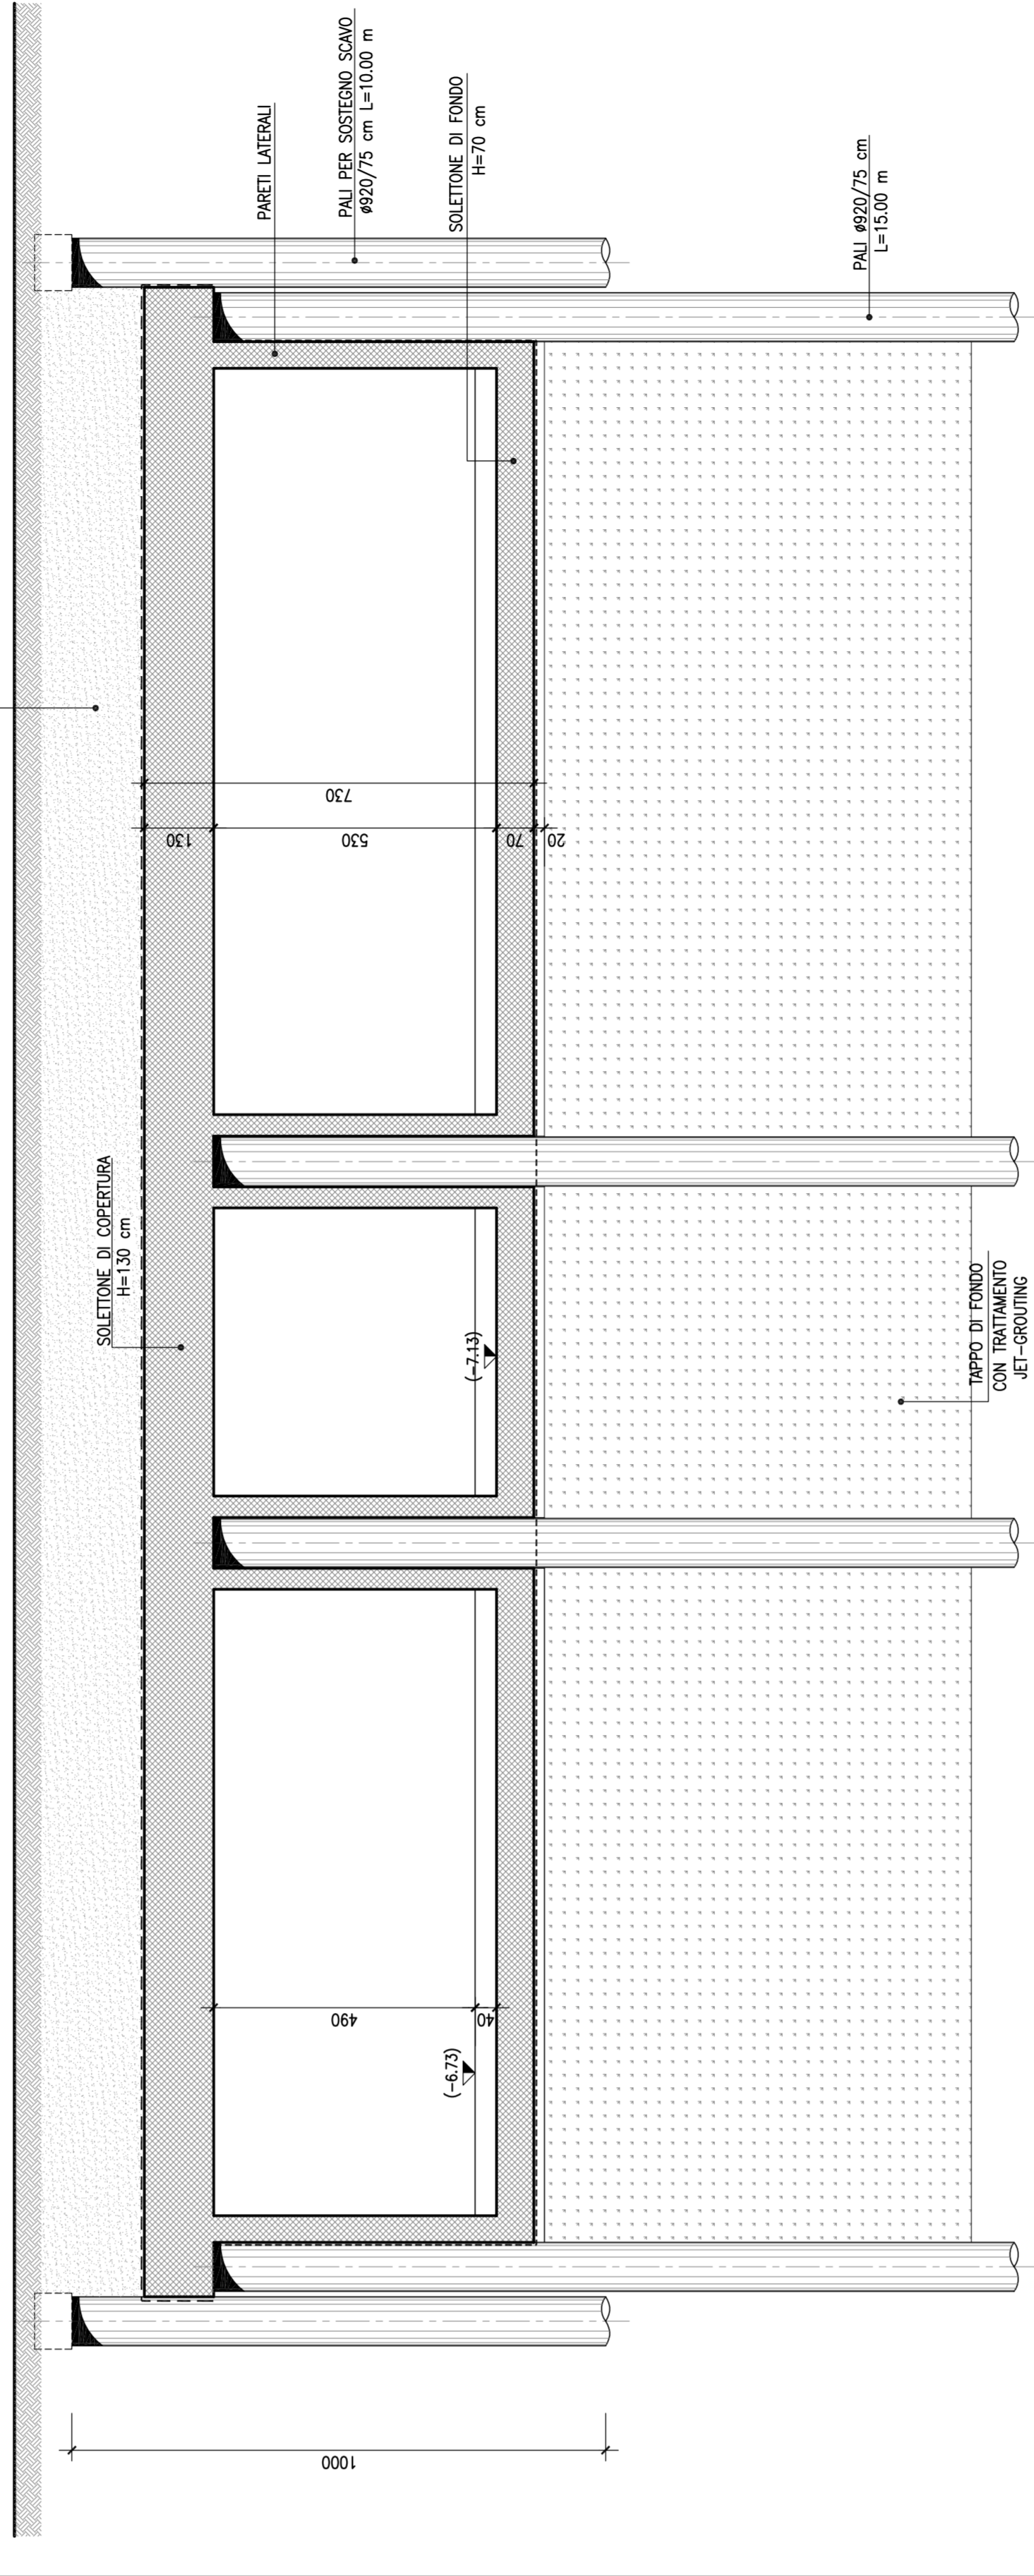 PARETI LATERALI
PALI PER SOSTEGNO SCAVO
ø920/75 cm L=10.00 m
SOLETTONE DI FONDO
H=70 cm
PALI ø920/75 cm
L=15.00 m
730
130
530
70
20
SOLETTONE DI COPERTURA
H=130 cm
(-7.13)
TAPPO DI FONDO
CON TRATTAMENTO
JET-GROUTING
490
40
(-6.73)
1000